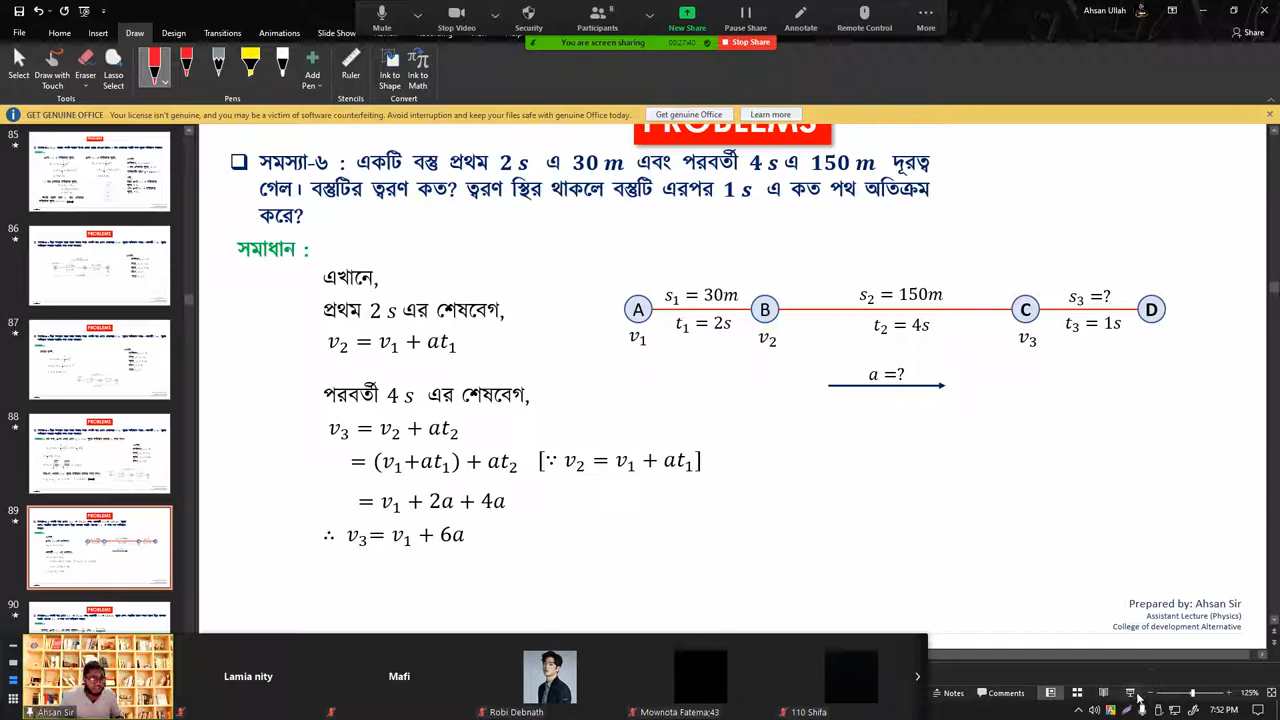 Mute
Stop Video
Security
Participants
8
New Share
Pause Share
Annotate
Remote Control
More
Ahsan Ullah
File
Home
Insert
Draw
Design
Transitions
Animations
Slide Show
You are screen sharing
00:27:40
Stop Share
Share
Draw with Touch
Eraser
Lasso Select
Add Pen
Ruler
Ink to Shape
Ink to Math
Tools
Pens
Stencils
Convert
GET GENUINE OFFICE Your license isn't genuine, and you may be a victim of software counterfeiting. Avoid interruption and keep your files safe with genuine Office today.
Get genuine Office
Learn more
PROBLEMS
❑ সমস্যা-৬ : একটি বস্তু প্রথম 2 s এ 30 m এবং পরবর্তী 4 s এ 150 m দূরত্ব
গেল। বস্তুটির ত্বরণ কত? ত্বরণ স্থির থাকলে বস্তুটি এরপর 1 s এ কত পথ অতিক্রম
করে?
সমাধান :
এখানে,
প্রথম 2 s এর শেষবেগ,
v₂ = v₁ + at₁
পরবর্তী 4 s এর শেষবেগ,
v₃ = v₂ + at₂
= (v₁+at₁) + at₂ [∵ v₂ = v₁ + at₁]
= v₁ + 2a + 4a
∴ v₃= v₁ + 6a
s₁ = 30m
s₂ = 150m
s₃ =?
A
B
C
D
t₁ = 2s
t₂ = 4s
t₃ = 1s
v₁
v₂
v₃
a =?
Prepared by: Ahsan Sir
Assistant Lecture (Physics)
College of development Alternative
85
86
88
89
90
PROBLEMS
PROBLEMS
PROBLEMS
Ahsan Sir
Lamia nity
Mafi
Robi Debnath
Mownota Fatema;43
110 Shifa
Notes
Comments
125%
7:52 PM